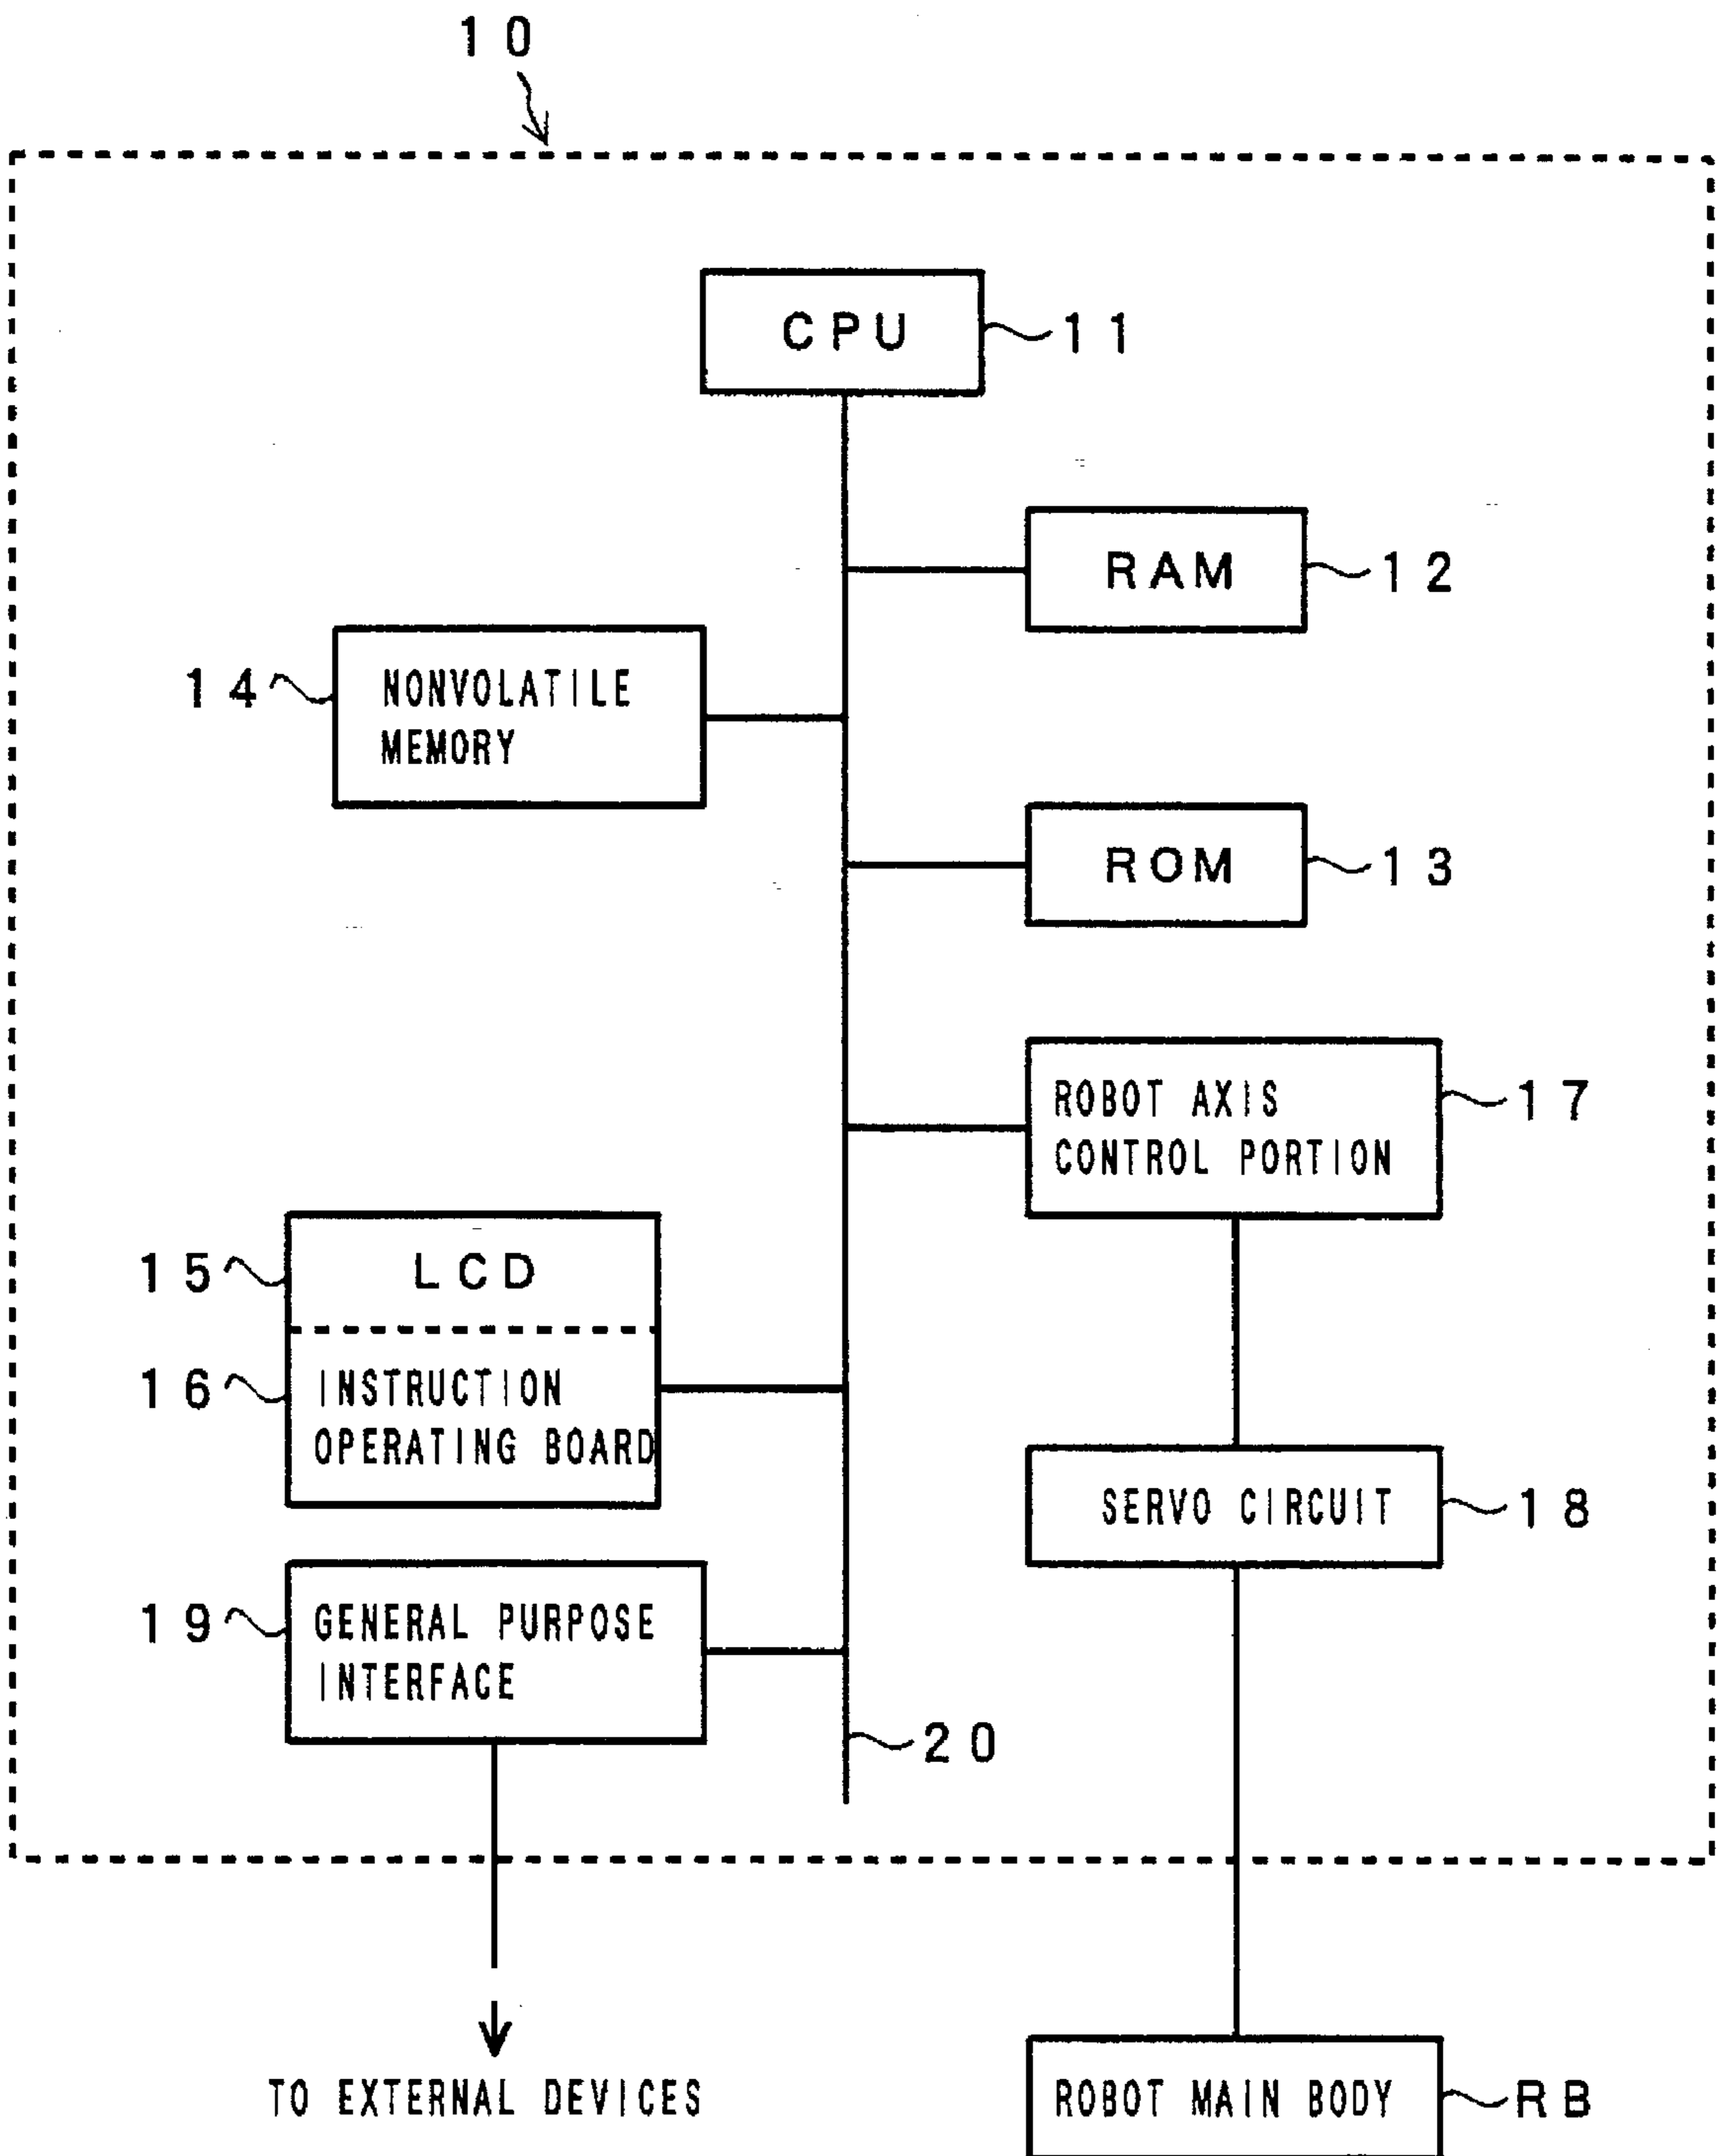 10
CPU
11
RAM
12
14
NONVOLATILE
MEMORY
ROM
13
ROBOT AXIS
CONTROL PORTION
17
15
LCD
16
INSTRUCTION
OPERATING BOARD
SERVO CIRCUIT
18
19
GENERAL PURPOSE
INTERFACE
20
TO EXTERNAL DEVICES
ROBOT MAIN BODY
RB